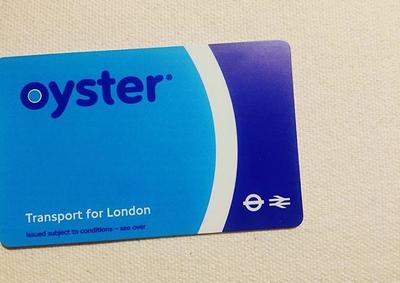 oyster
Transport for London
Issued subject to conditions – see over